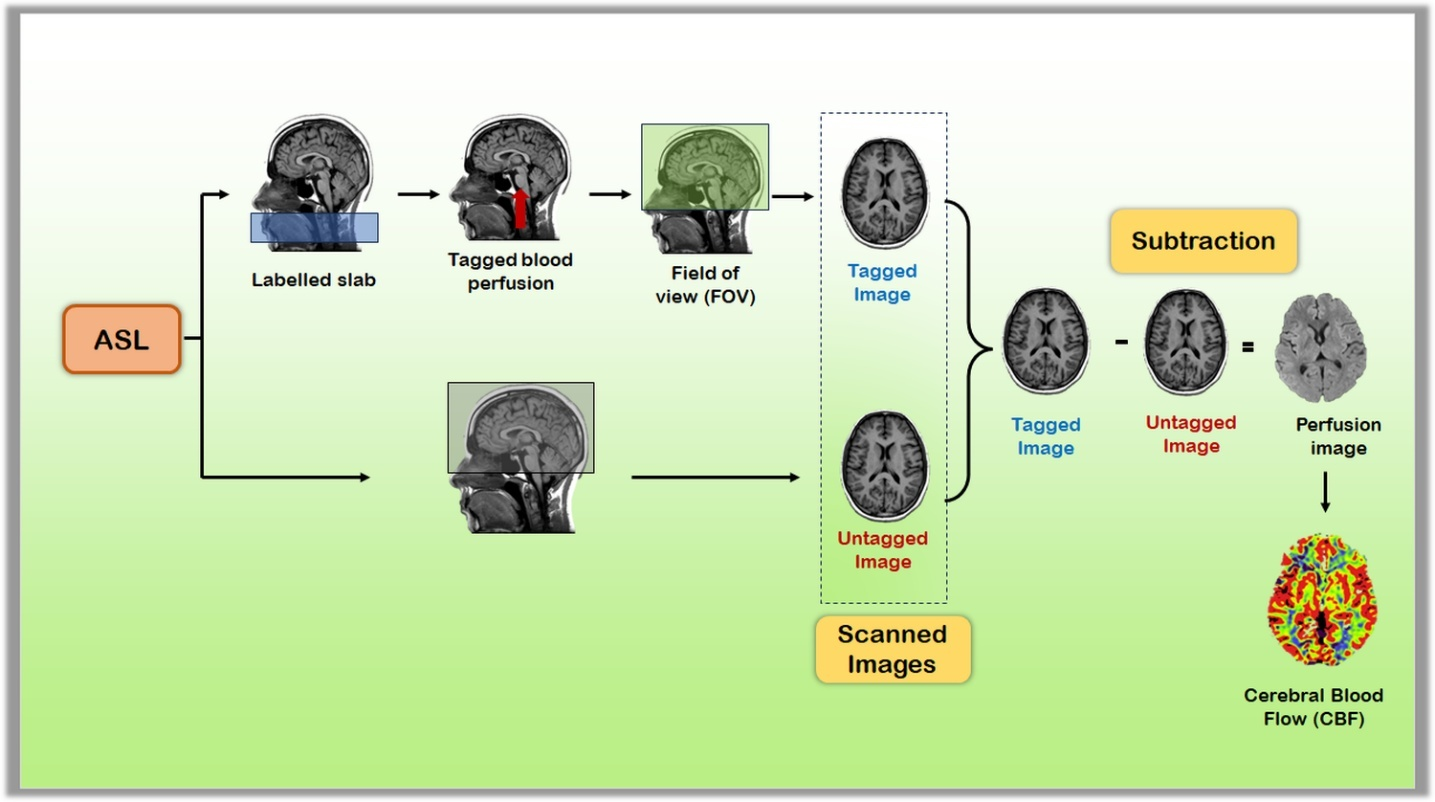 ASL
Labelled slab
Tagged blood
perfusion
Field of
view (FOV)
Tagged
Image
Untagged
Image
Scanned
Images
Subtraction
Tagged
Image
-
Untagged
Image
=
Perfusion
image
Cerebral Blood
Flow (CBF)